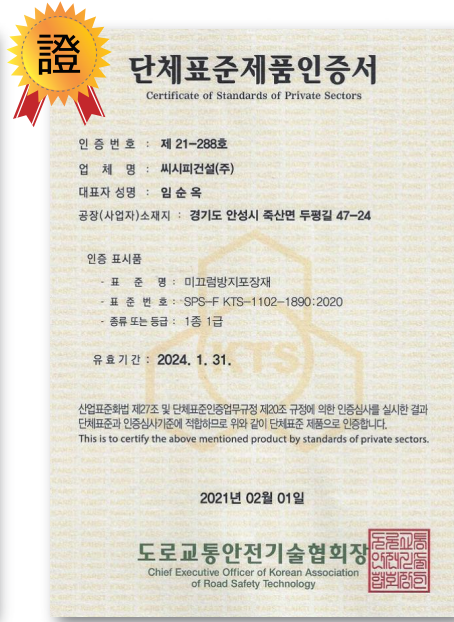 證
단체표준제품인증서
Certificate of Standards of Private Sectors
인 증 번 호 : 제 21-288호
업 체 명 : 씨시피건설(주)
대표자 성명 : 임 순 옥
공장(사업자)소재지 : 경기도 안성시 죽산면 두평길 47-24
인증 표시품
- 표 준 명 : 미끄럼방지포장재
- 표 준 번 호 : SPS-F KTS-1102-1890:2020
- 종류 또는 등급 : 1종 1급
유 효 기 간 : 2024. 1. 31.
KTS
산업표준화법 제27조 및 단체표준인증업무규정 제20조 규정에 의한 인증심사를 실시한 결과
단체표준과 인증심사기준에 적합하므로 위와 같이 단체표준 제품으로 인증합니다.
This is to certify the above mentioned product by standards of private sectors.
2021년 02월 01일
도로교통안전기술협회장
Chief Executive Officer of Korean Association
of Road Safety Technology